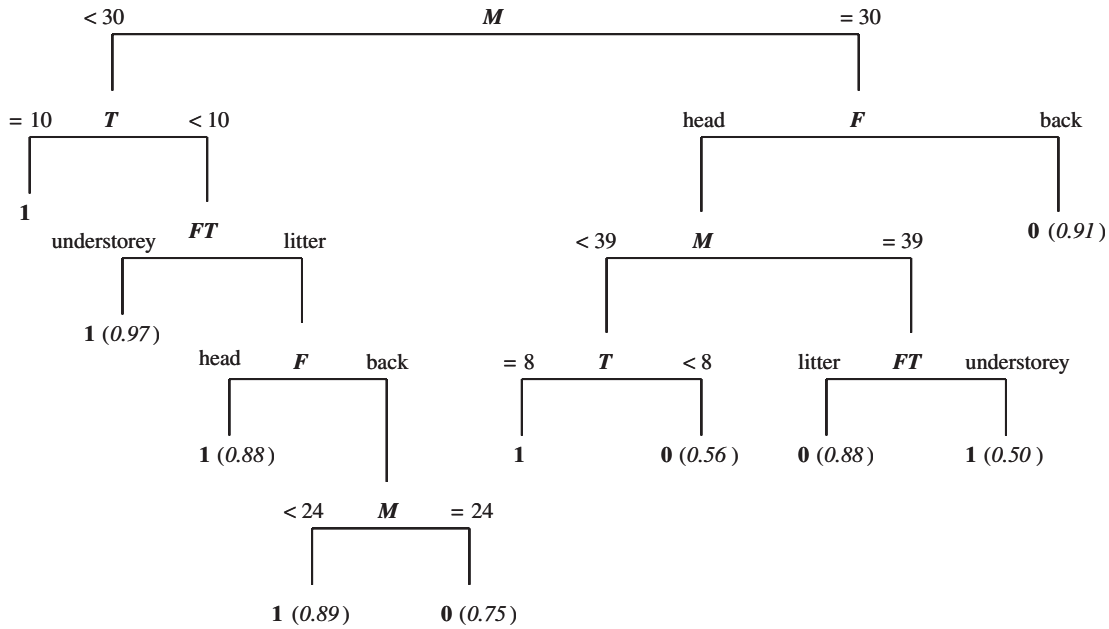 < 30 M = 30
= 10 T < 10 head F back
1
understorey FT litter < 39 M = 39 0 (0.91)
1 (0.97)
head F back = 8 T < 8 litter FT understorey
1 (0.88) 1 0 (0.56) 0 (0.88) 1 (0.50)
< 24 M = 24
1 (0.89) 0 (0.75)